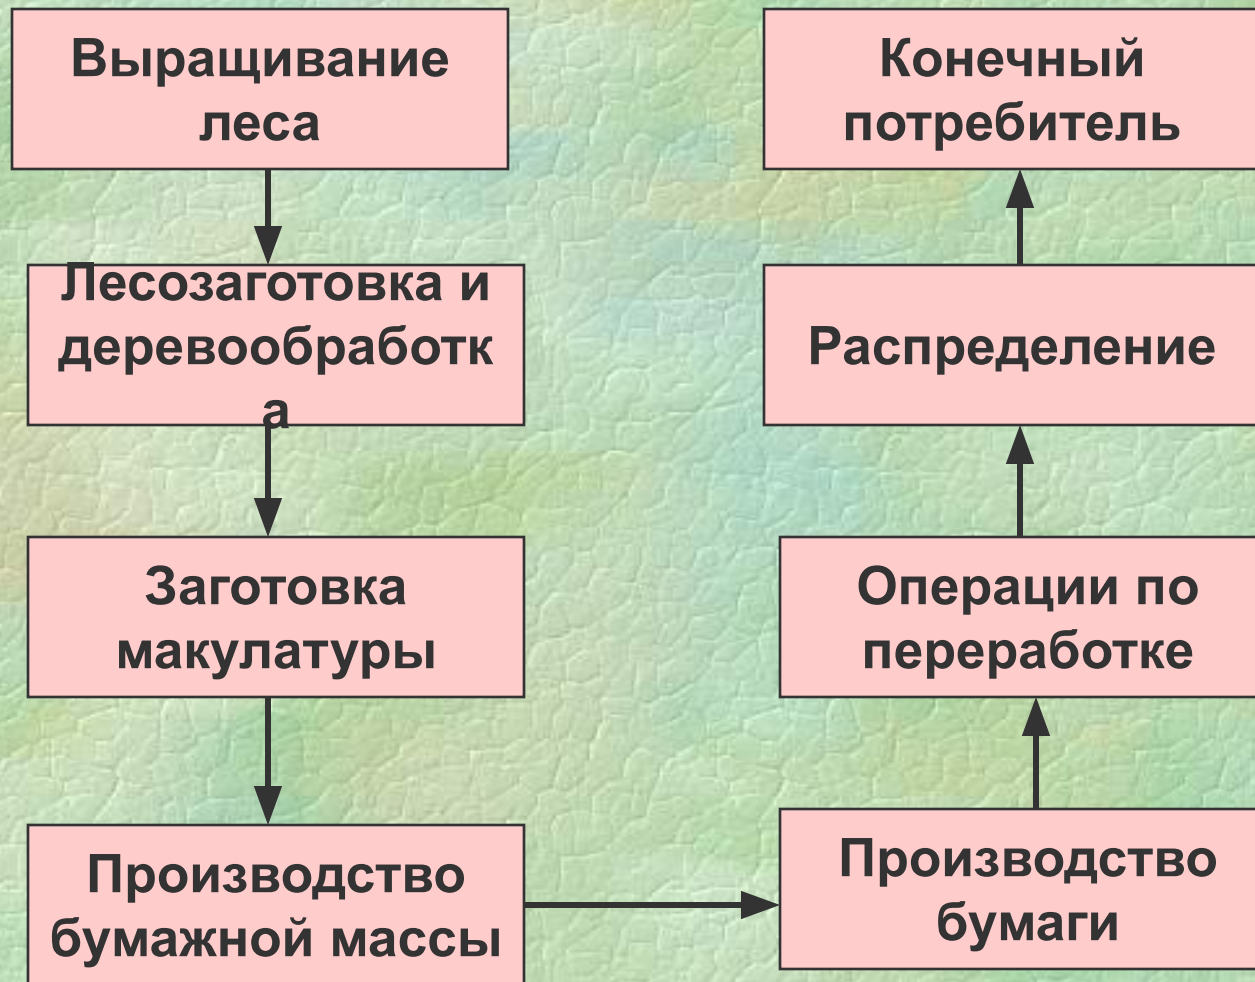 Выращивание
леса
Лесозаготовка и
деревообработк
а
Заготовка
макулатуры
Производство
бумажной массы
Конечный
потребитель
Распределение
Операции по
переработке
Производство
бумаги